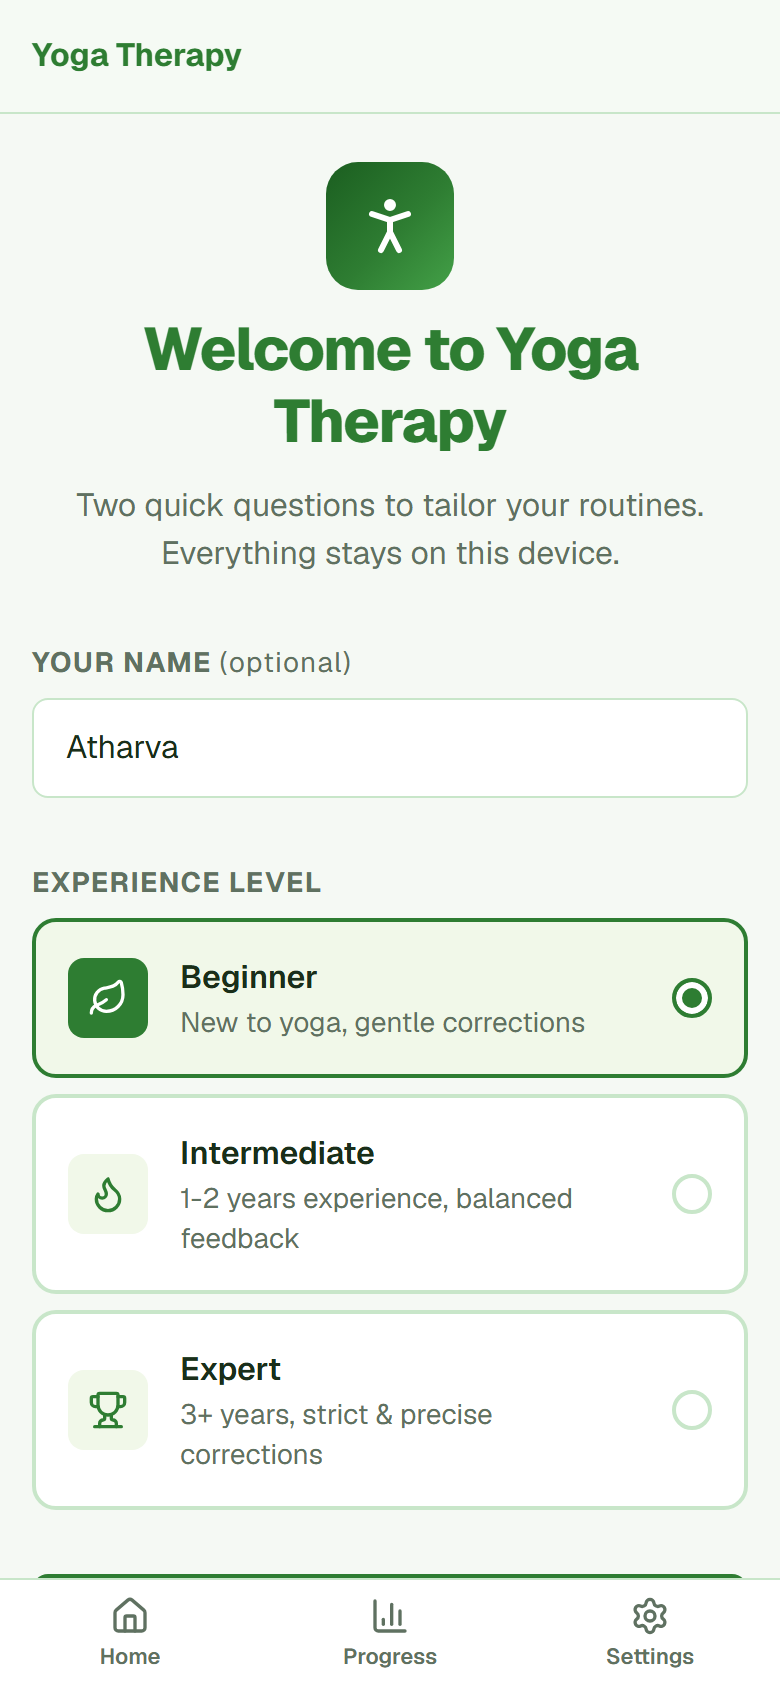 Yoga Therapy
Welcome to Yoga
Therapy
Two quick questions to tailor your routines.
Everything stays on this device.
YOUR NAME (optional)
Atharva
EXPERIENCE LEVEL
Beginner
New to yoga, gentle corrections
Intermediate
1-2 years experience, balanced
feedback
Expert
3+ years, strict & precise
corrections
Home
Progress
Settings